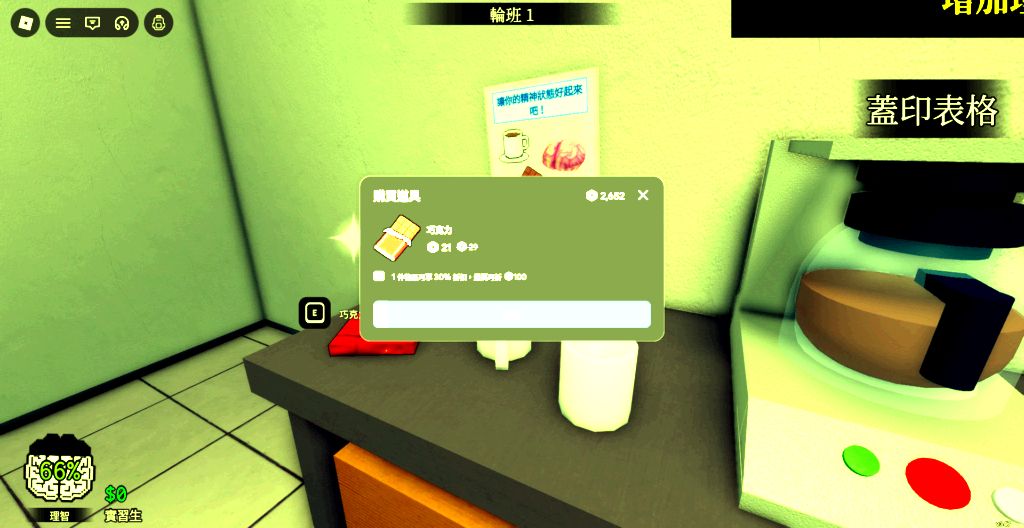 輪班 1
增加理
蓋印表格
讓你的精神狀態好起來
吧！
購買道具
2,652
巧克力
21 29
E
巧克
66%
理智
$0
實習生